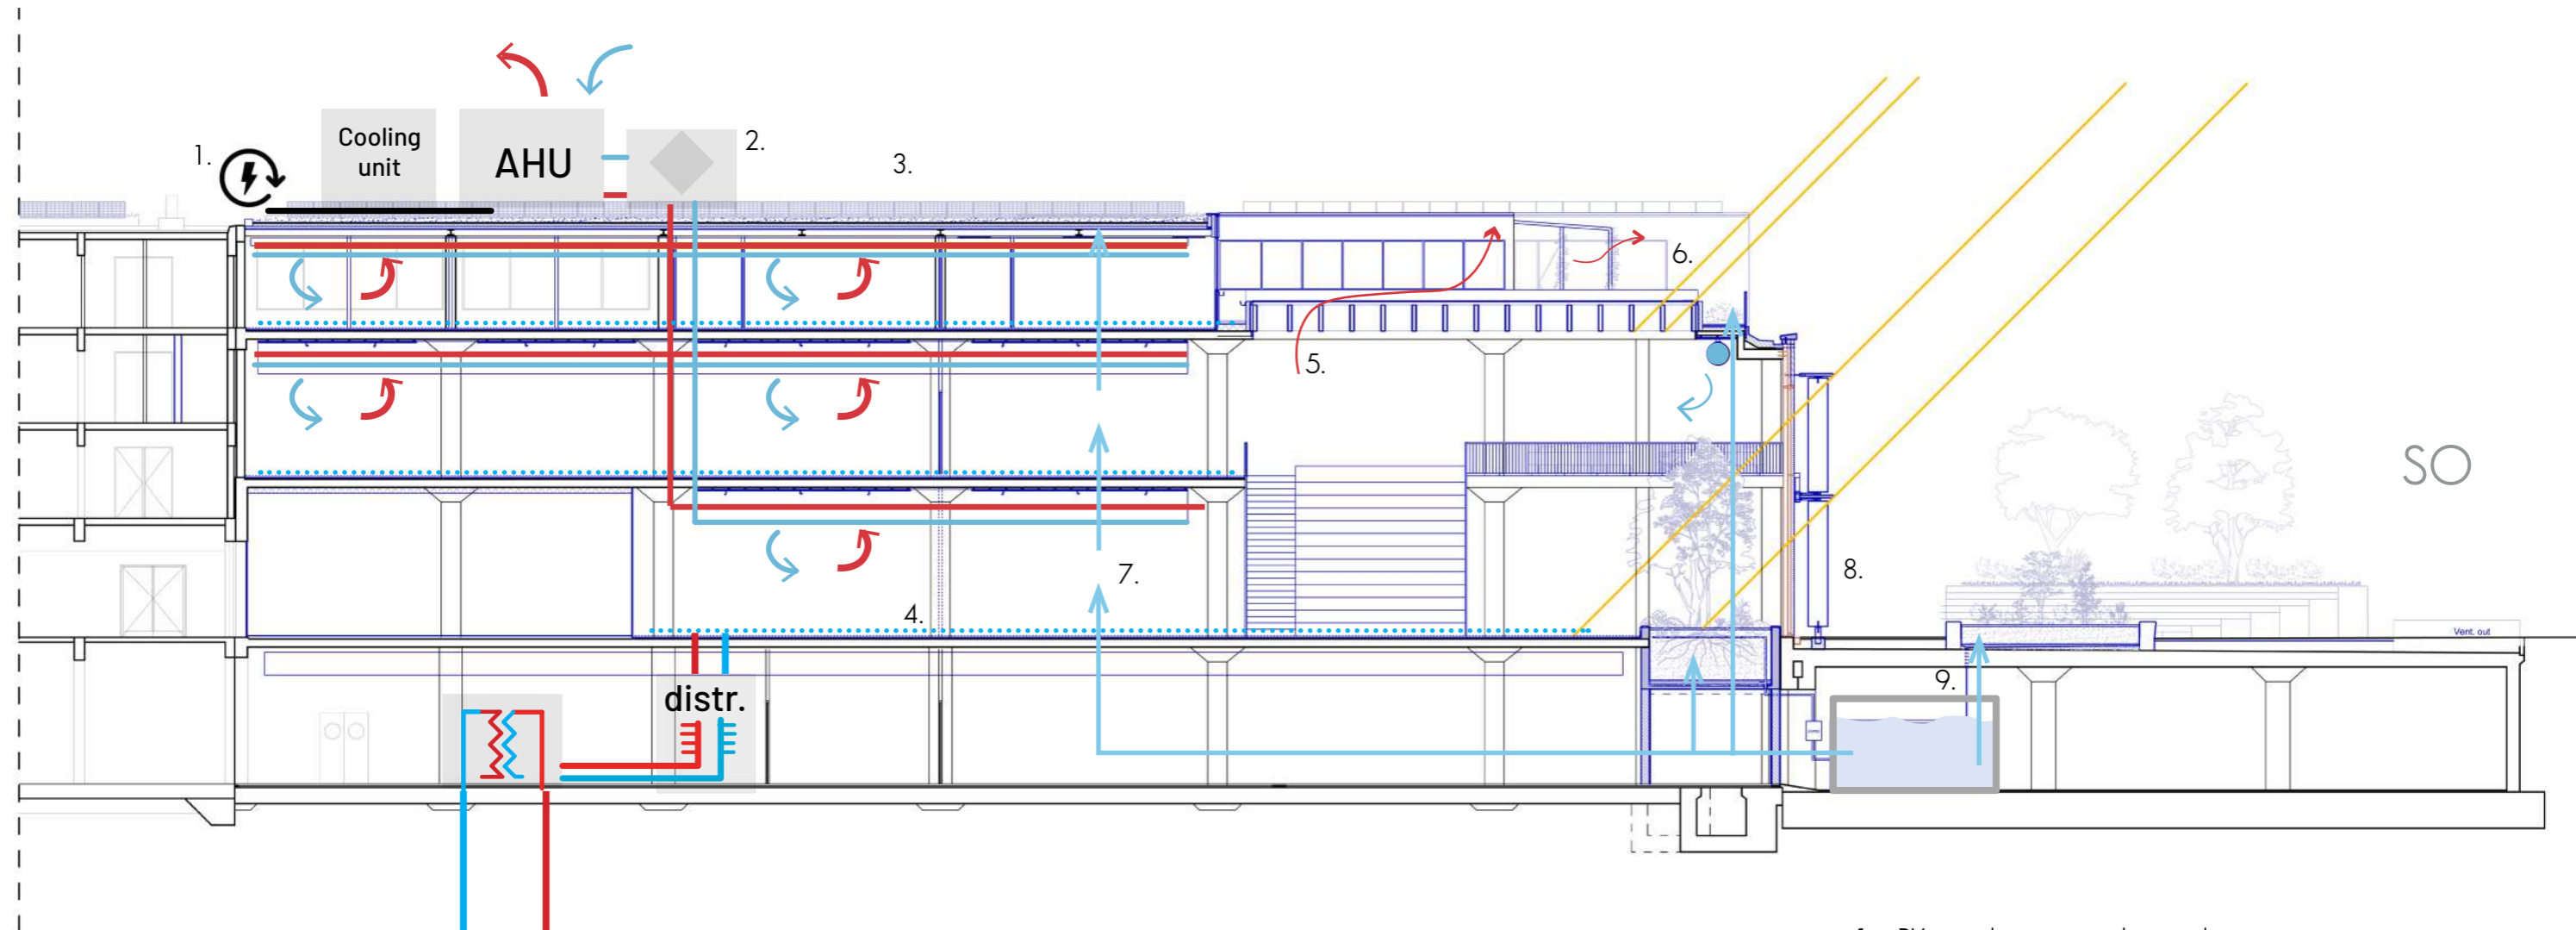 1.
Cooling
unit
AHU
2.
3.
6.
5.
SO
7.
8.
4.
Vent. out
distr.
9.